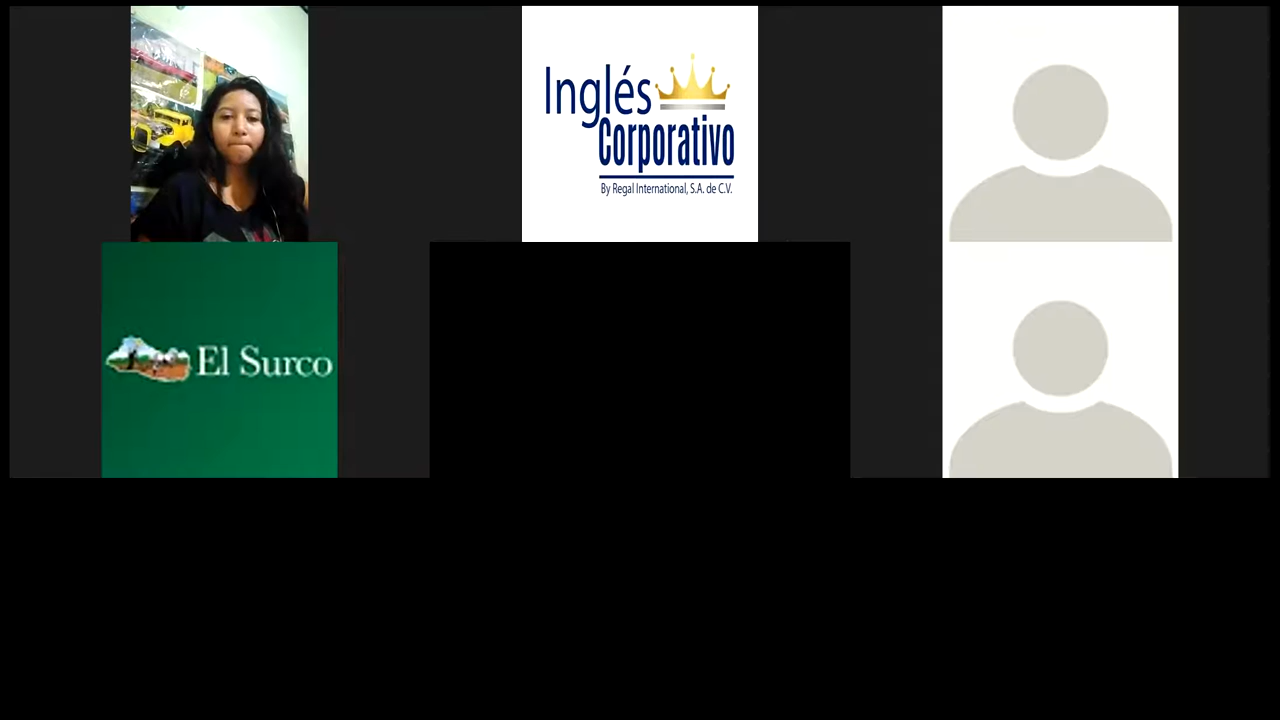 Inglés
Corporativo
By Regal International, S.A. de C.V.
El Surco